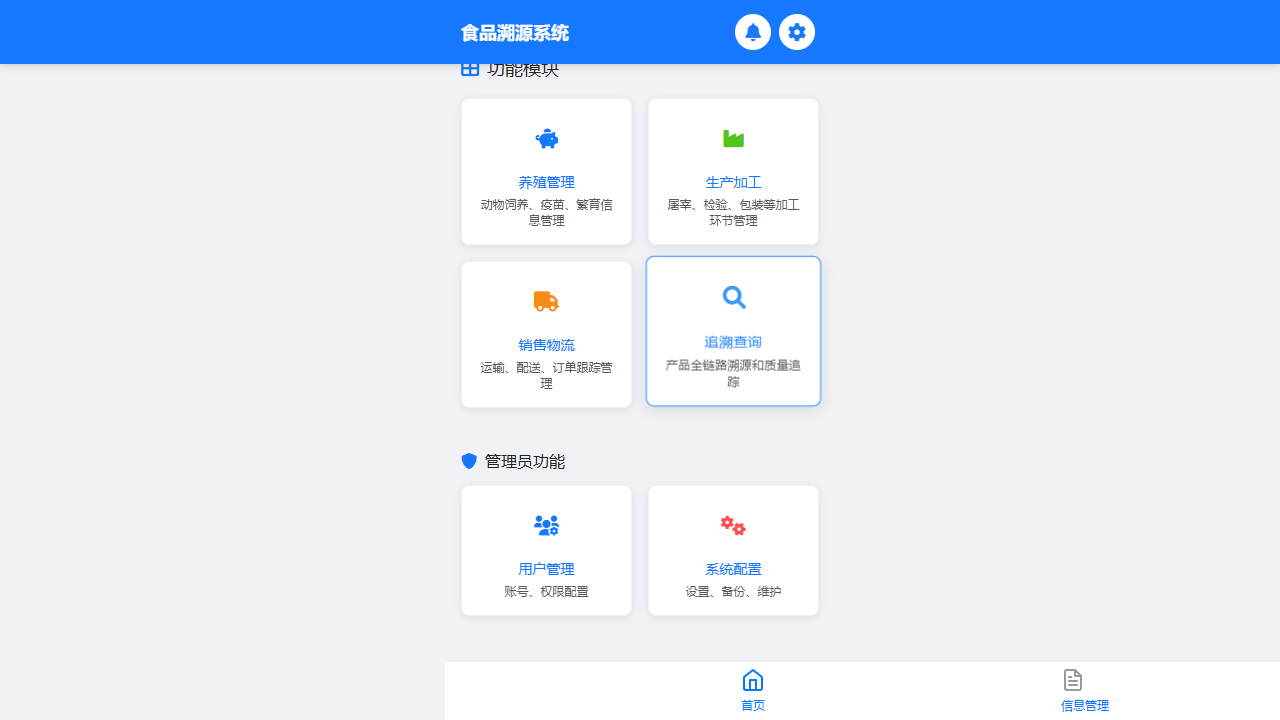 食品溯源系统
功能模块
养殖管理
动物饲养、疫苗、繁育信
息管理
生产加工
屠宰、检验、包装等加工
环节管理
销售物流
运输、配送、订单跟踪管
理
追溯查询
产品全链路溯源和质量追
踪
管理员功能
用户管理
账号、权限配置
系统配置
设置、备份、维护
首页
信息管理